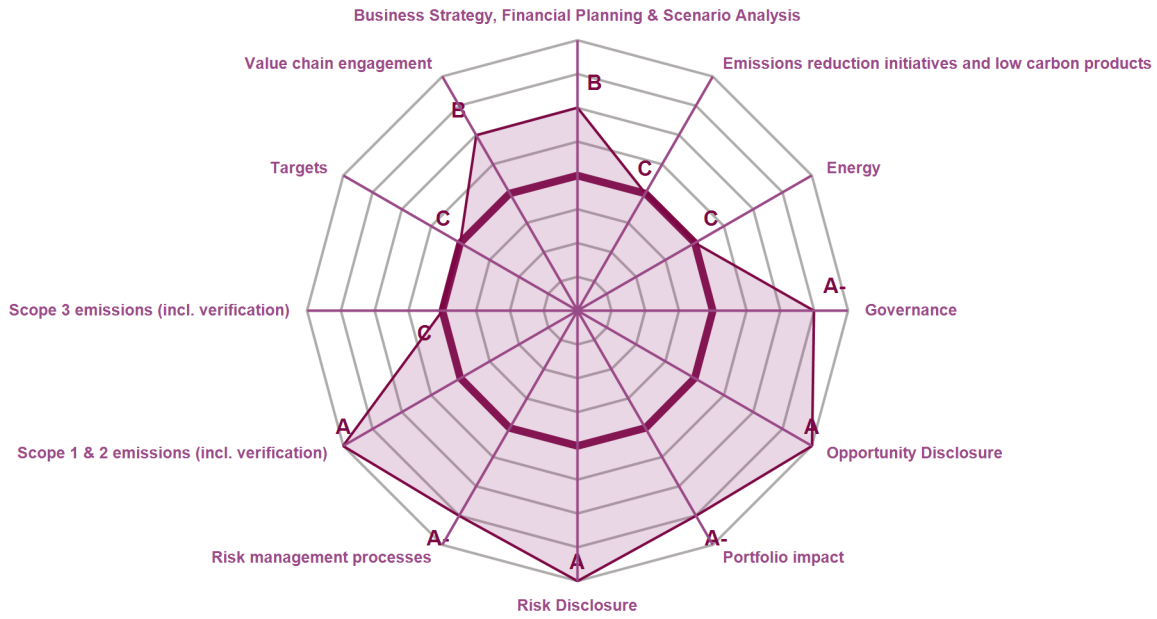 Business Strategy, Financial Planning & Scenario Analysis
Value chain engagement
Emissions reduction initiatives and low carbon products
B
B
Targets
C
Energy
C
C
A-
Scope 3 emissions (incl. verification)
Governance
C
A
A
Scope 1 & 2 emissions (incl. verification)
Opportunity Disclosure
A-
A-
Risk management processes
A
Portfolio impact
Risk Disclosure